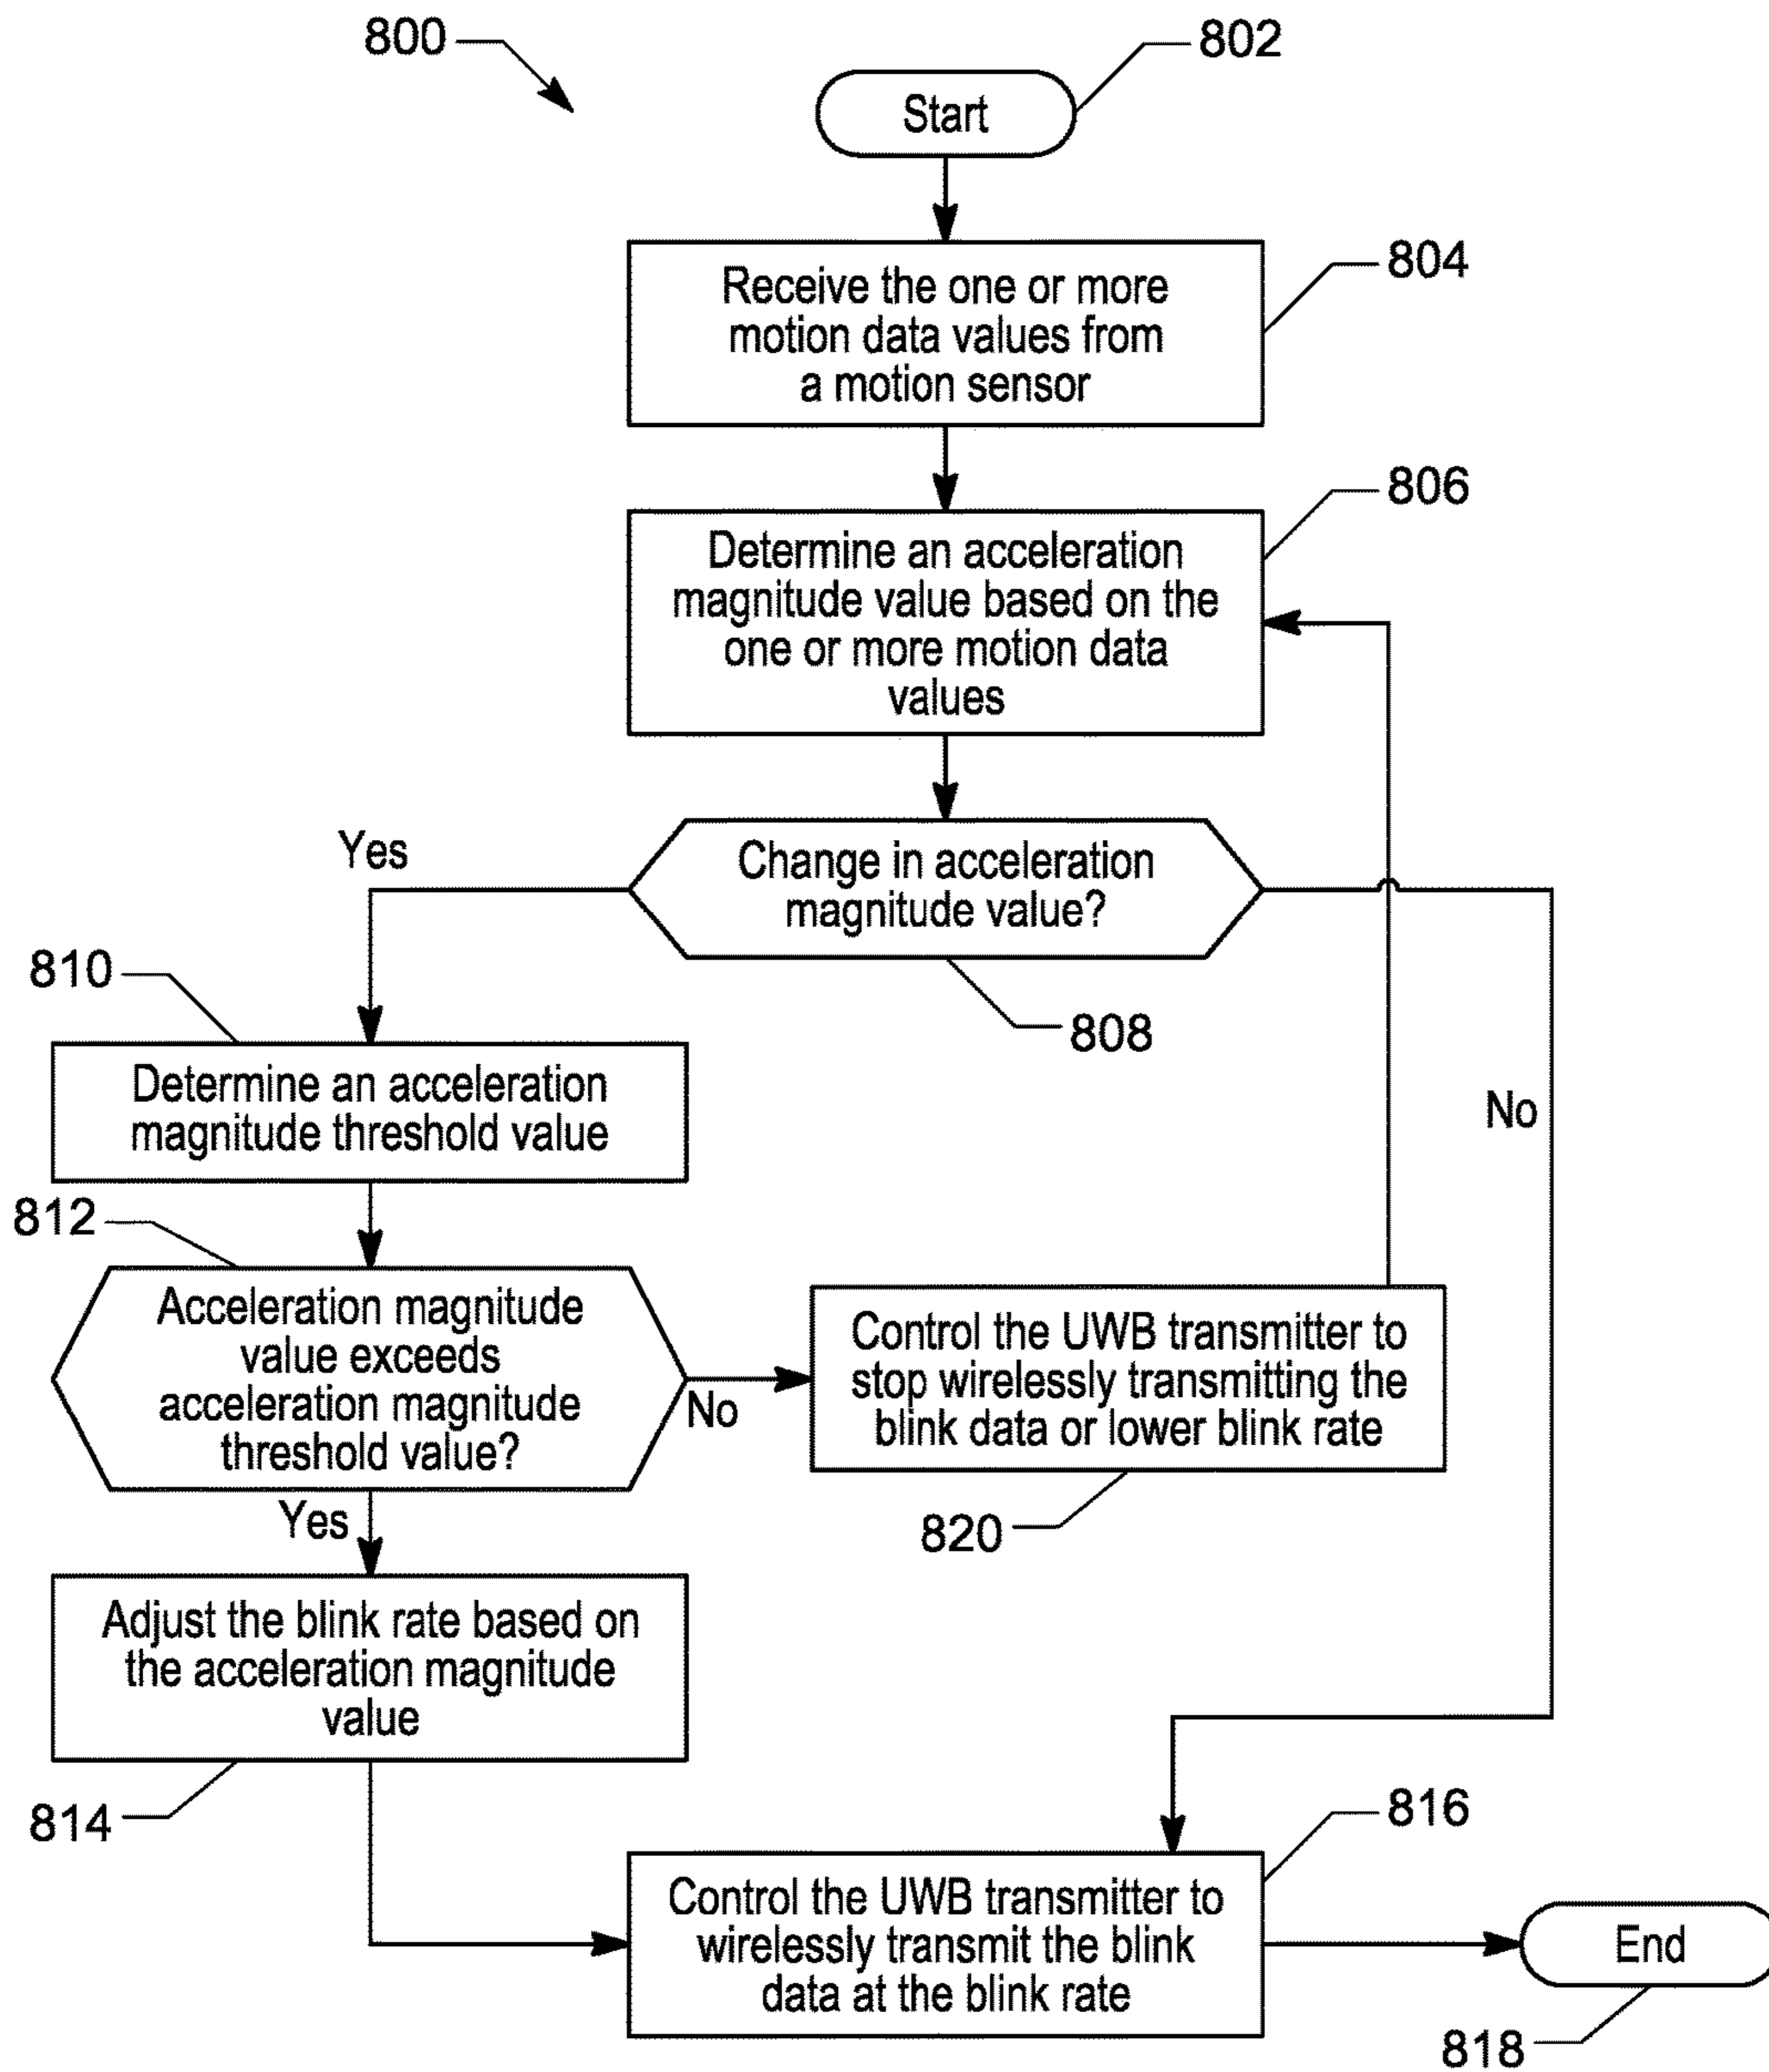 800
802
Start
804
Receive the one or more
motion data values from
a motion sensor
806
Determine an acceleration
magnitude value based on the
one or more motion data
values
Yes
Change in acceleration
magnitude value?
808
810
Determine an acceleration
magnitude threshold value
No
812
Acceleration magnitude
value exceeds
acceleration magnitude
threshold value?
No
Control the UWB transmitter to
stop wirelessly transmitting the
blink data or lower blink rate
820
Yes
Adjust the blink rate based on
the acceleration magnitude
value
814
816
Control the UWB transmitter to
wirelessly transmit the blink
data at the blink rate
End
818